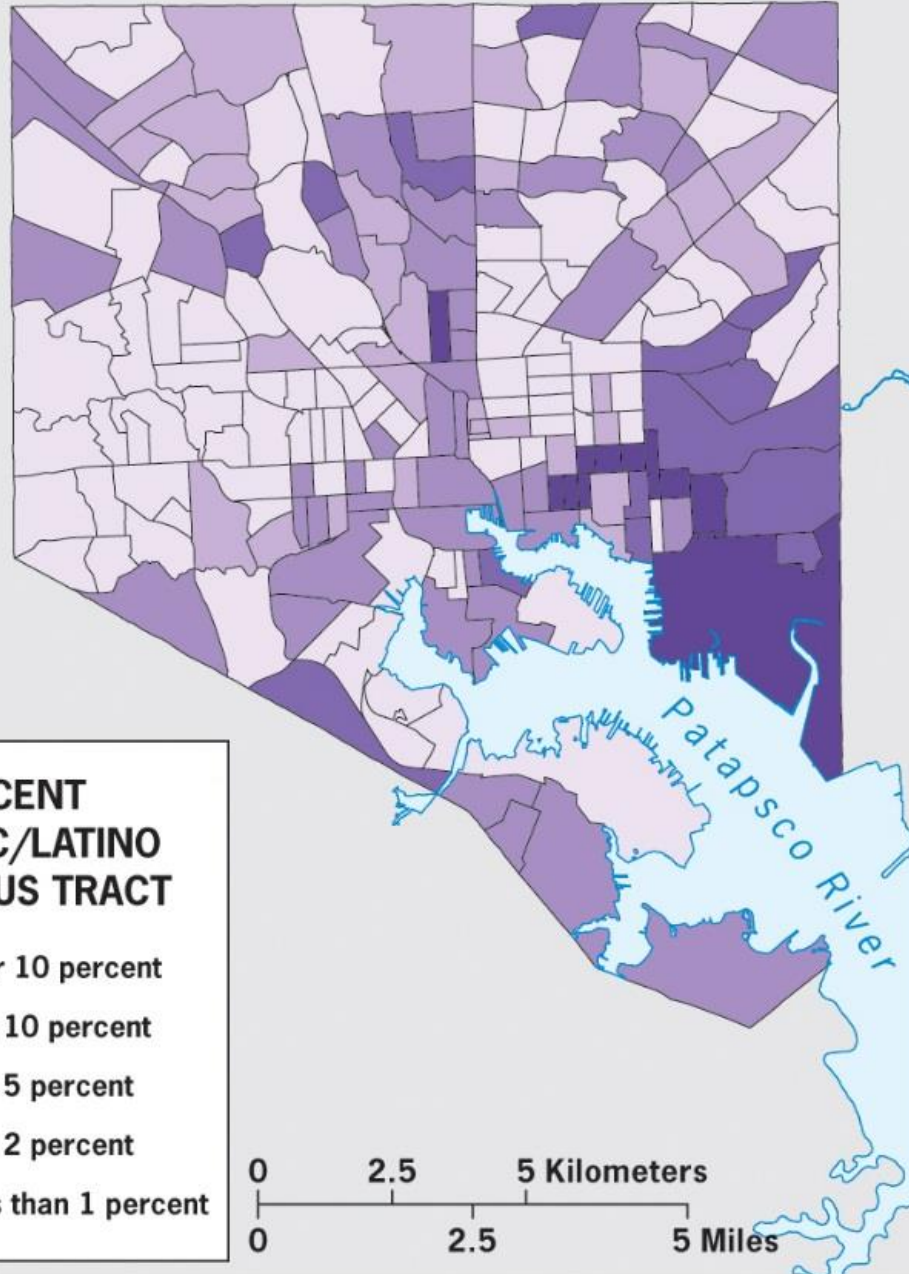 CENT
C/LATINO
US TRACT
r 10 percent
10 percent
5 percent
2 percent
s than 1 percent
Patapsco River
0 2.5 5 Kilometers
0 2.5 5 Miles